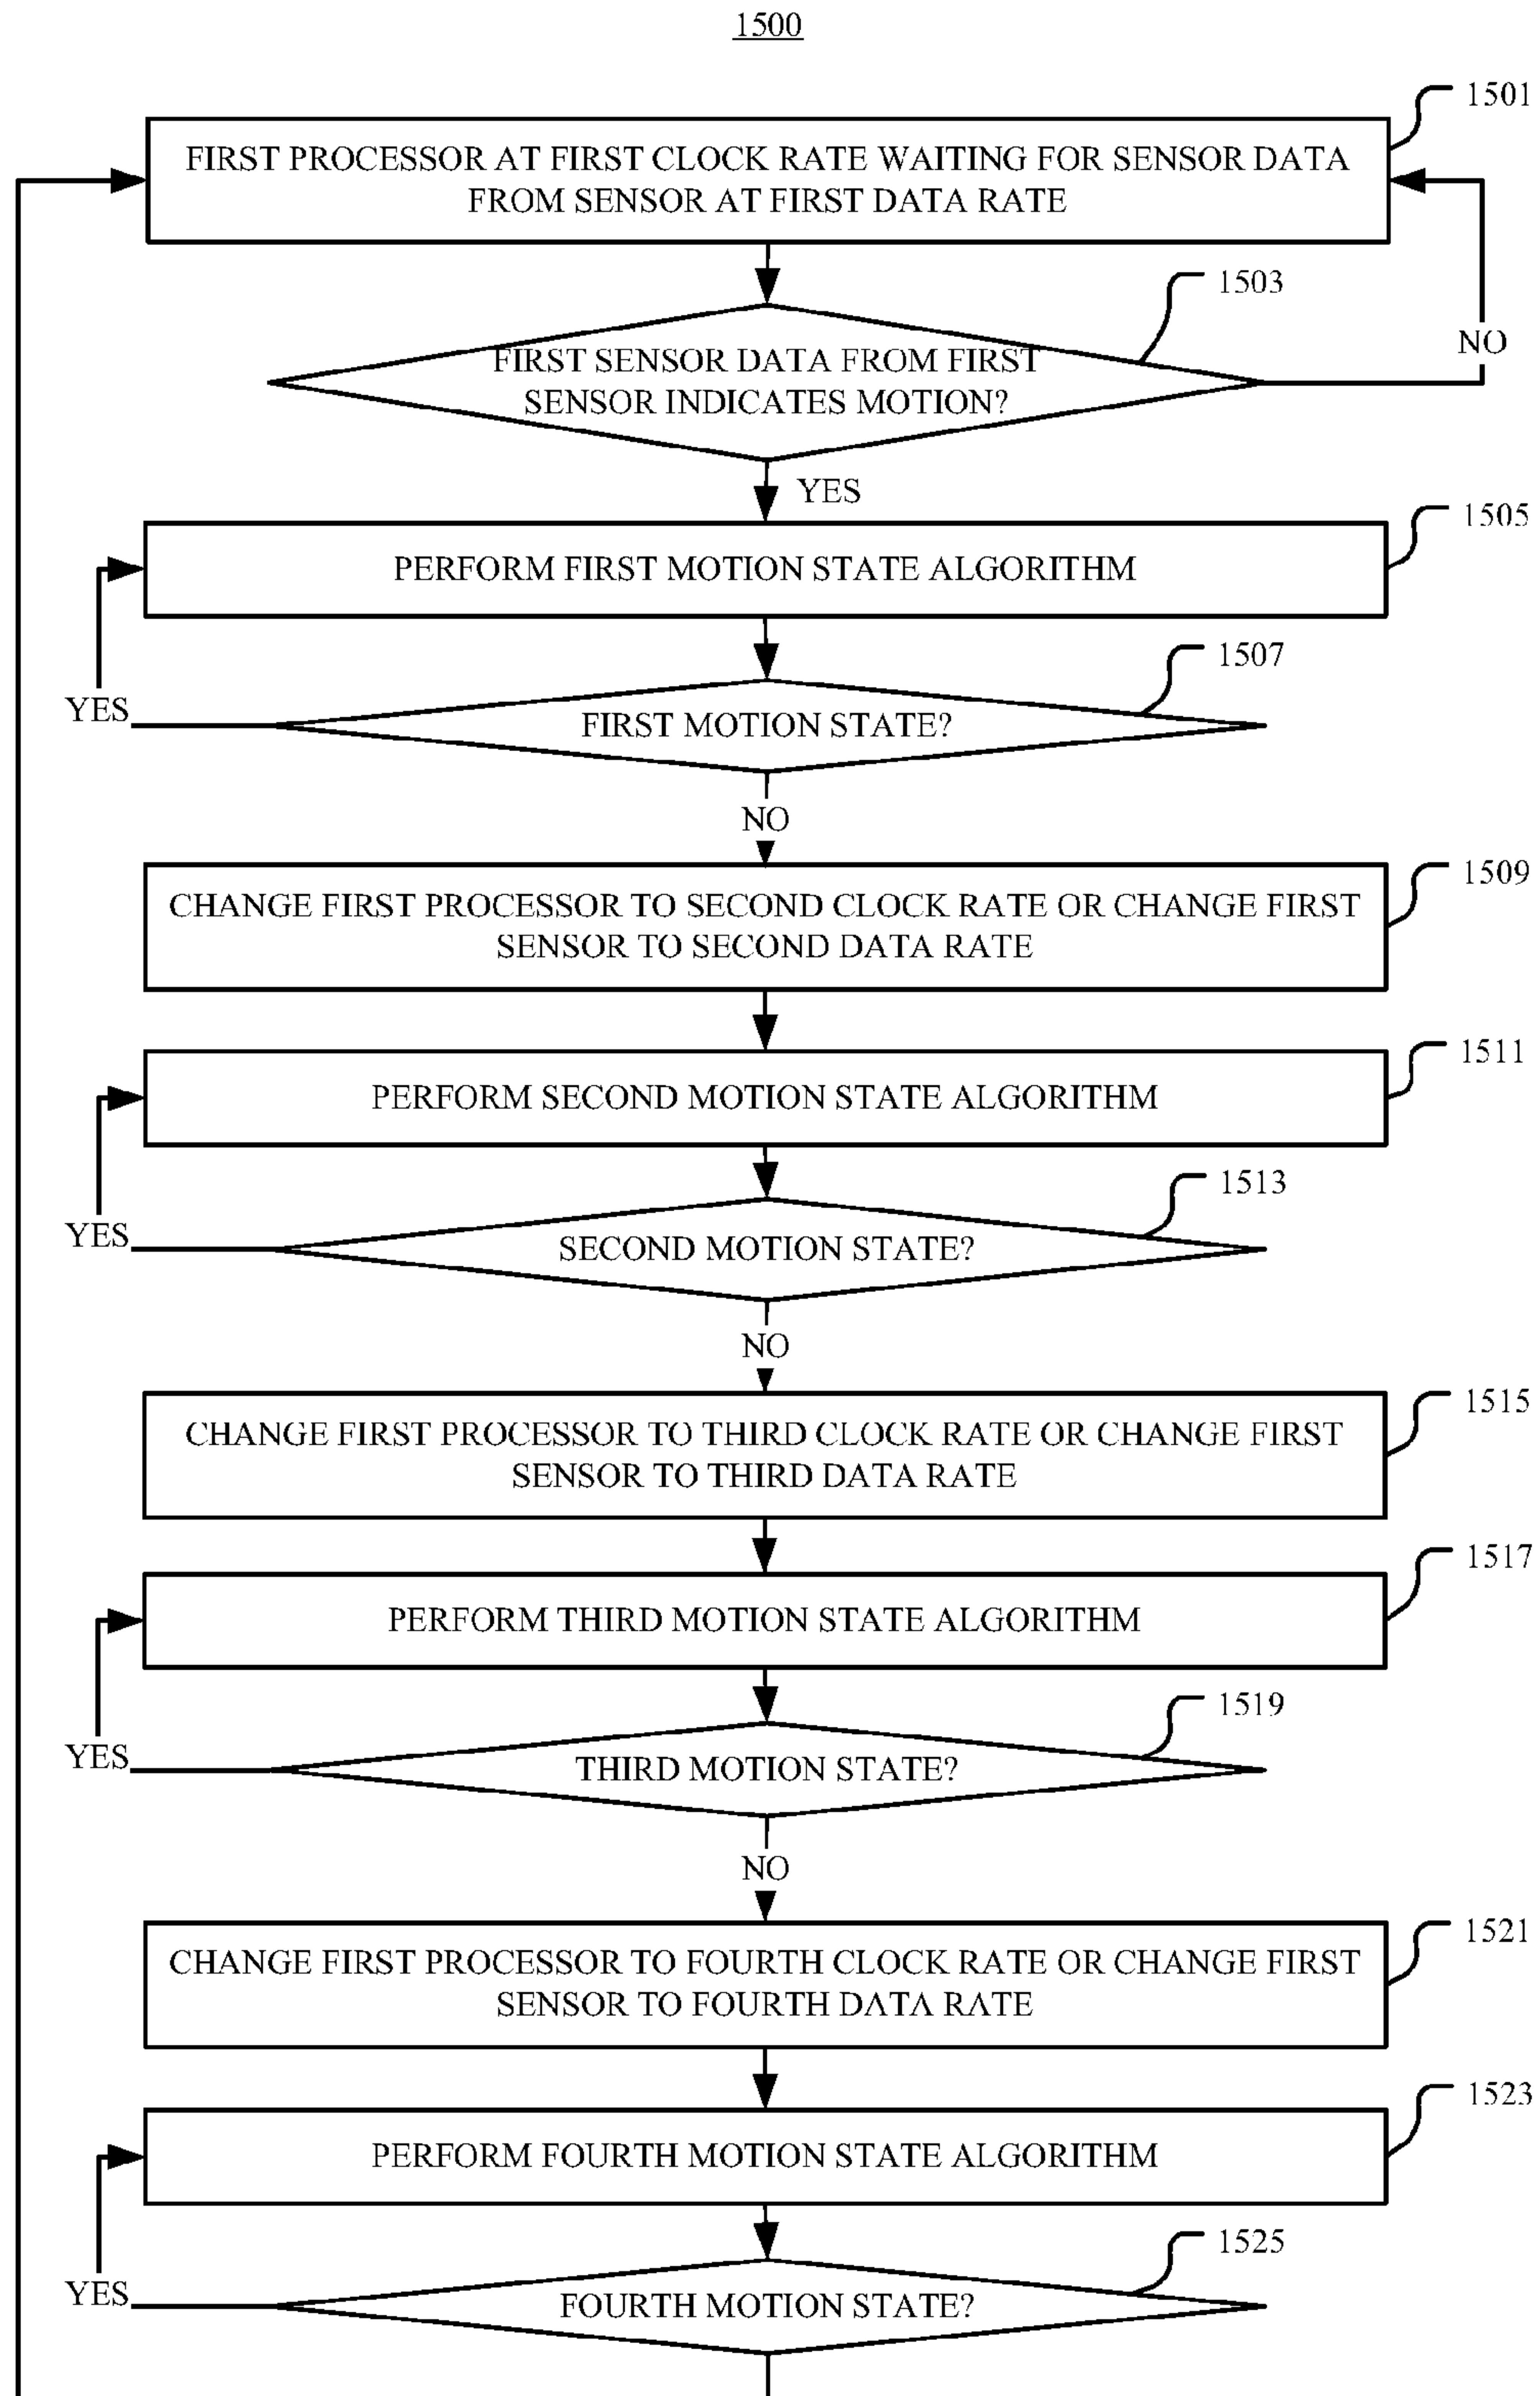 1500
1501
FIRST PROCESSOR AT FIRST CLOCK RATE WAITING FOR SENSOR DATA
FROM SENSOR AT FIRST DATA RATE
1503
FIRST SENSOR DATA FROM FIRST
SENSOR INDICATES MOTION?
NO
YES
1505
PERFORM FIRST MOTION STATE ALGORITHM
1507
FIRST MOTION STATE?
YES
NO
1509
CHANGE FIRST PROCESSOR TO SECOND CLOCK RATE OR CHANGE FIRST
SENSOR TO SECOND DATA RATE
1511
PERFORM SECOND MOTION STATE ALGORITHM
1513
SECOND MOTION STATE?
YES
NO
1515
CHANGE FIRST PROCESSOR TO THIRD CLOCK RATE OR CHANGE FIRST
SENSOR TO THIRD DATA RATE
1517
PERFORM THIRD MOTION STATE ALGORITHM
1519
THIRD MOTION STATE?
YES
NO
1521
CHANGE FIRST PROCESSOR TO FOURTH CLOCK RATE OR CHANGE FIRST
SENSOR TO FOURTH DATA RATE
1523
PERFORM FOURTH MOTION STATE ALGORITHM
1525
FOURTH MOTION STATE?
YES